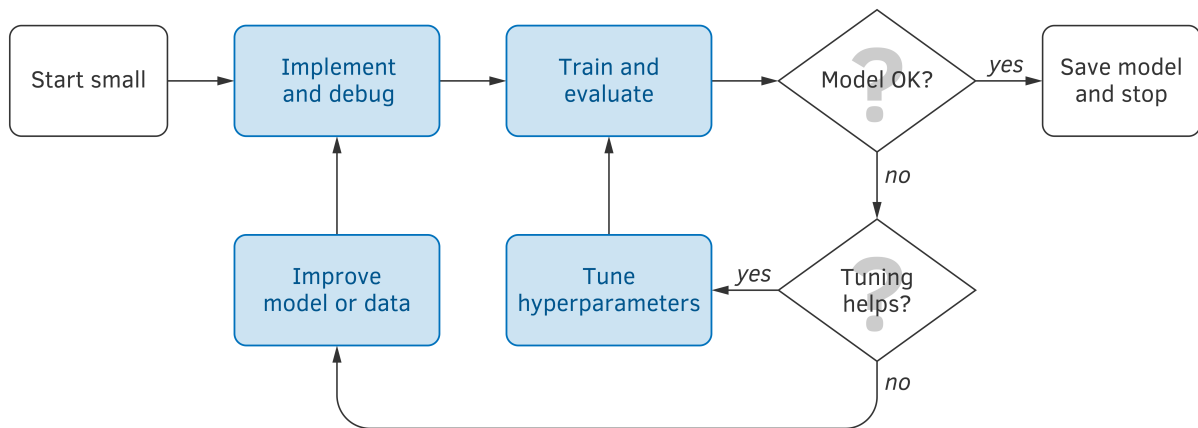 Start small
Implement
and debug
Train and
evaluate
?
Model OK?
yes
Save model
and stop
no
Improve
model or data
Tune
hyperparameters
yes
?
Tuning
helps?
no